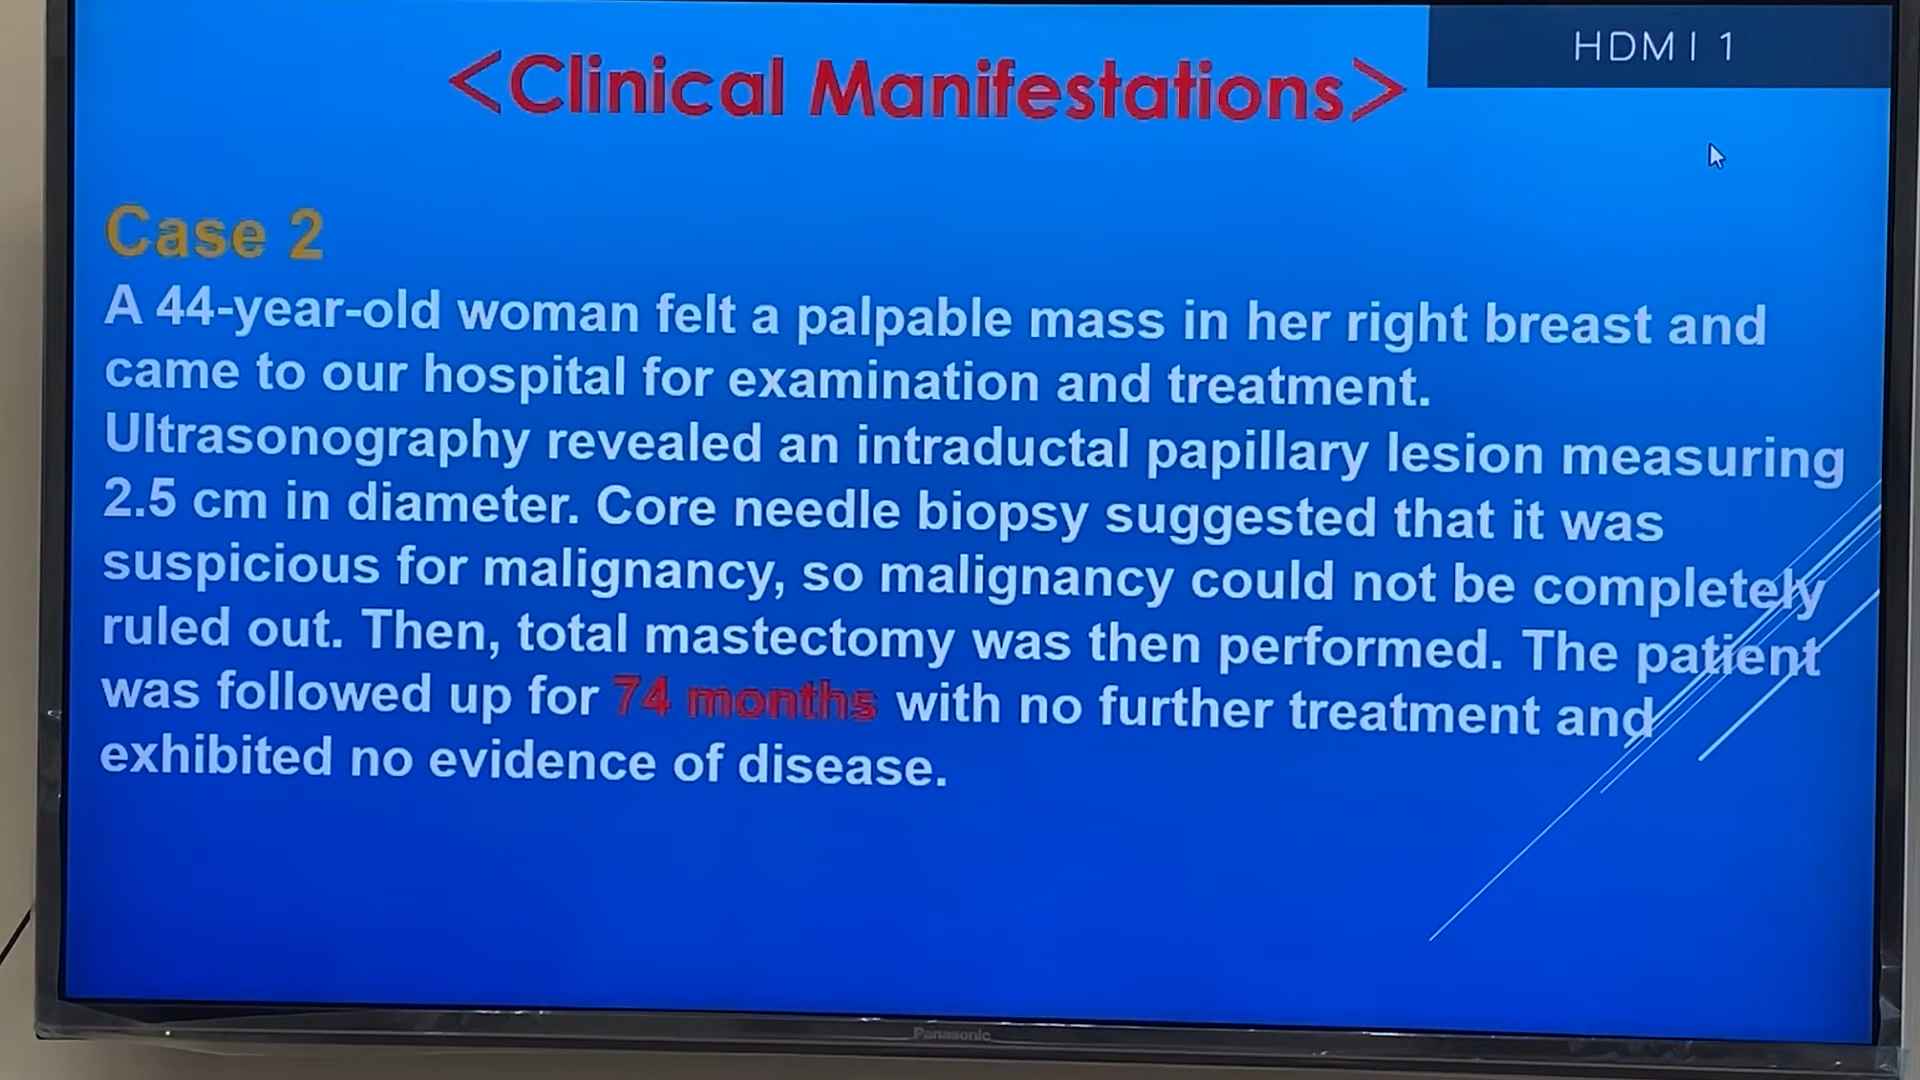 HDMI 1
<Clinical Manifestations>
Case 2
A 44-year-old woman felt a palpable mass in her right breast and
came to our hospital for examination and treatment.
Ultrasonography revealed an intraductal papillary lesion measuring
2.5 cm in diameter. Core needle biopsy suggested that it was
suspicious for malignancy, so malignancy could not be completely
ruled out. Then, total mastectomy was then performed. The patient
was followed up for 74 months with no further treatment and
exhibited no evidence of disease.
Panasonic